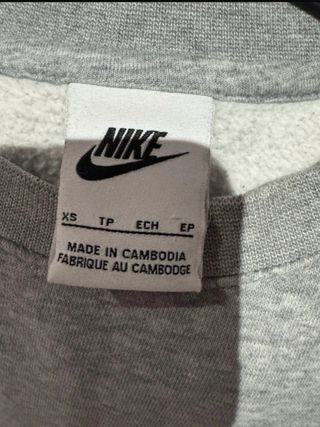 NIKE
XS TP ECH EP
MADE IN CAMBODIA
FABRIQUE AU CAMBODGE